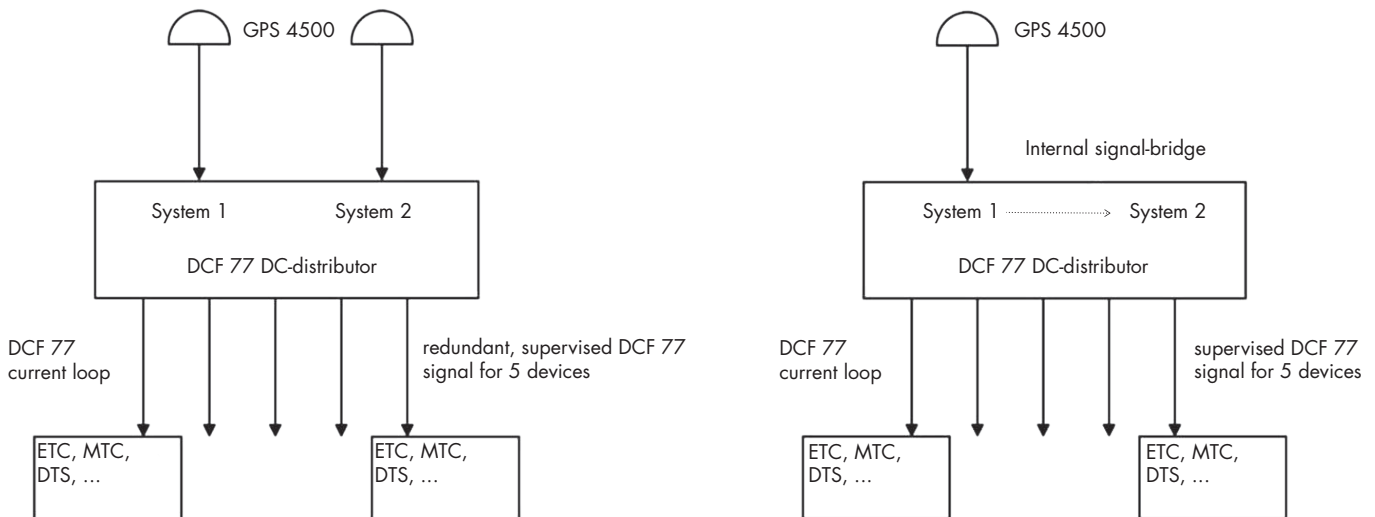 GPS 4500
System 1
System 2
DCF 77 DC-distributor
DCF 77
current loop
redundant, supervised DCF 77
signal for 5 devices
ETC, MTC,
DTS, ...
ETC, MTC,
DTS, ...
GPS 4500
Internal signal-bridge
System 1
System 2
DCF 77 DC-distributor
DCF 77
current loop
supervised DCF 77
signal for 5 devices
ETC, MTC,
DTS, ...
ETC, MTC,
DTS, ...